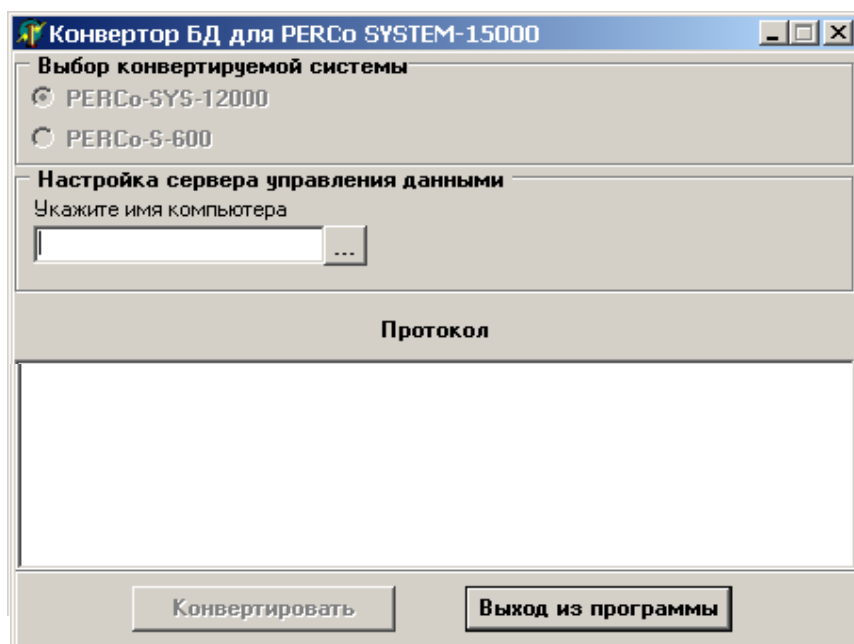 Конвертор БД для PERCo SYSTEM-15000
Выбор конвертируемой системы
PERCo-SYS-12000
PERCo-S-600
Настройка сервера управления данными
Укажите имя компьютера
...
Протокол
Конвертировать
Выход из программы